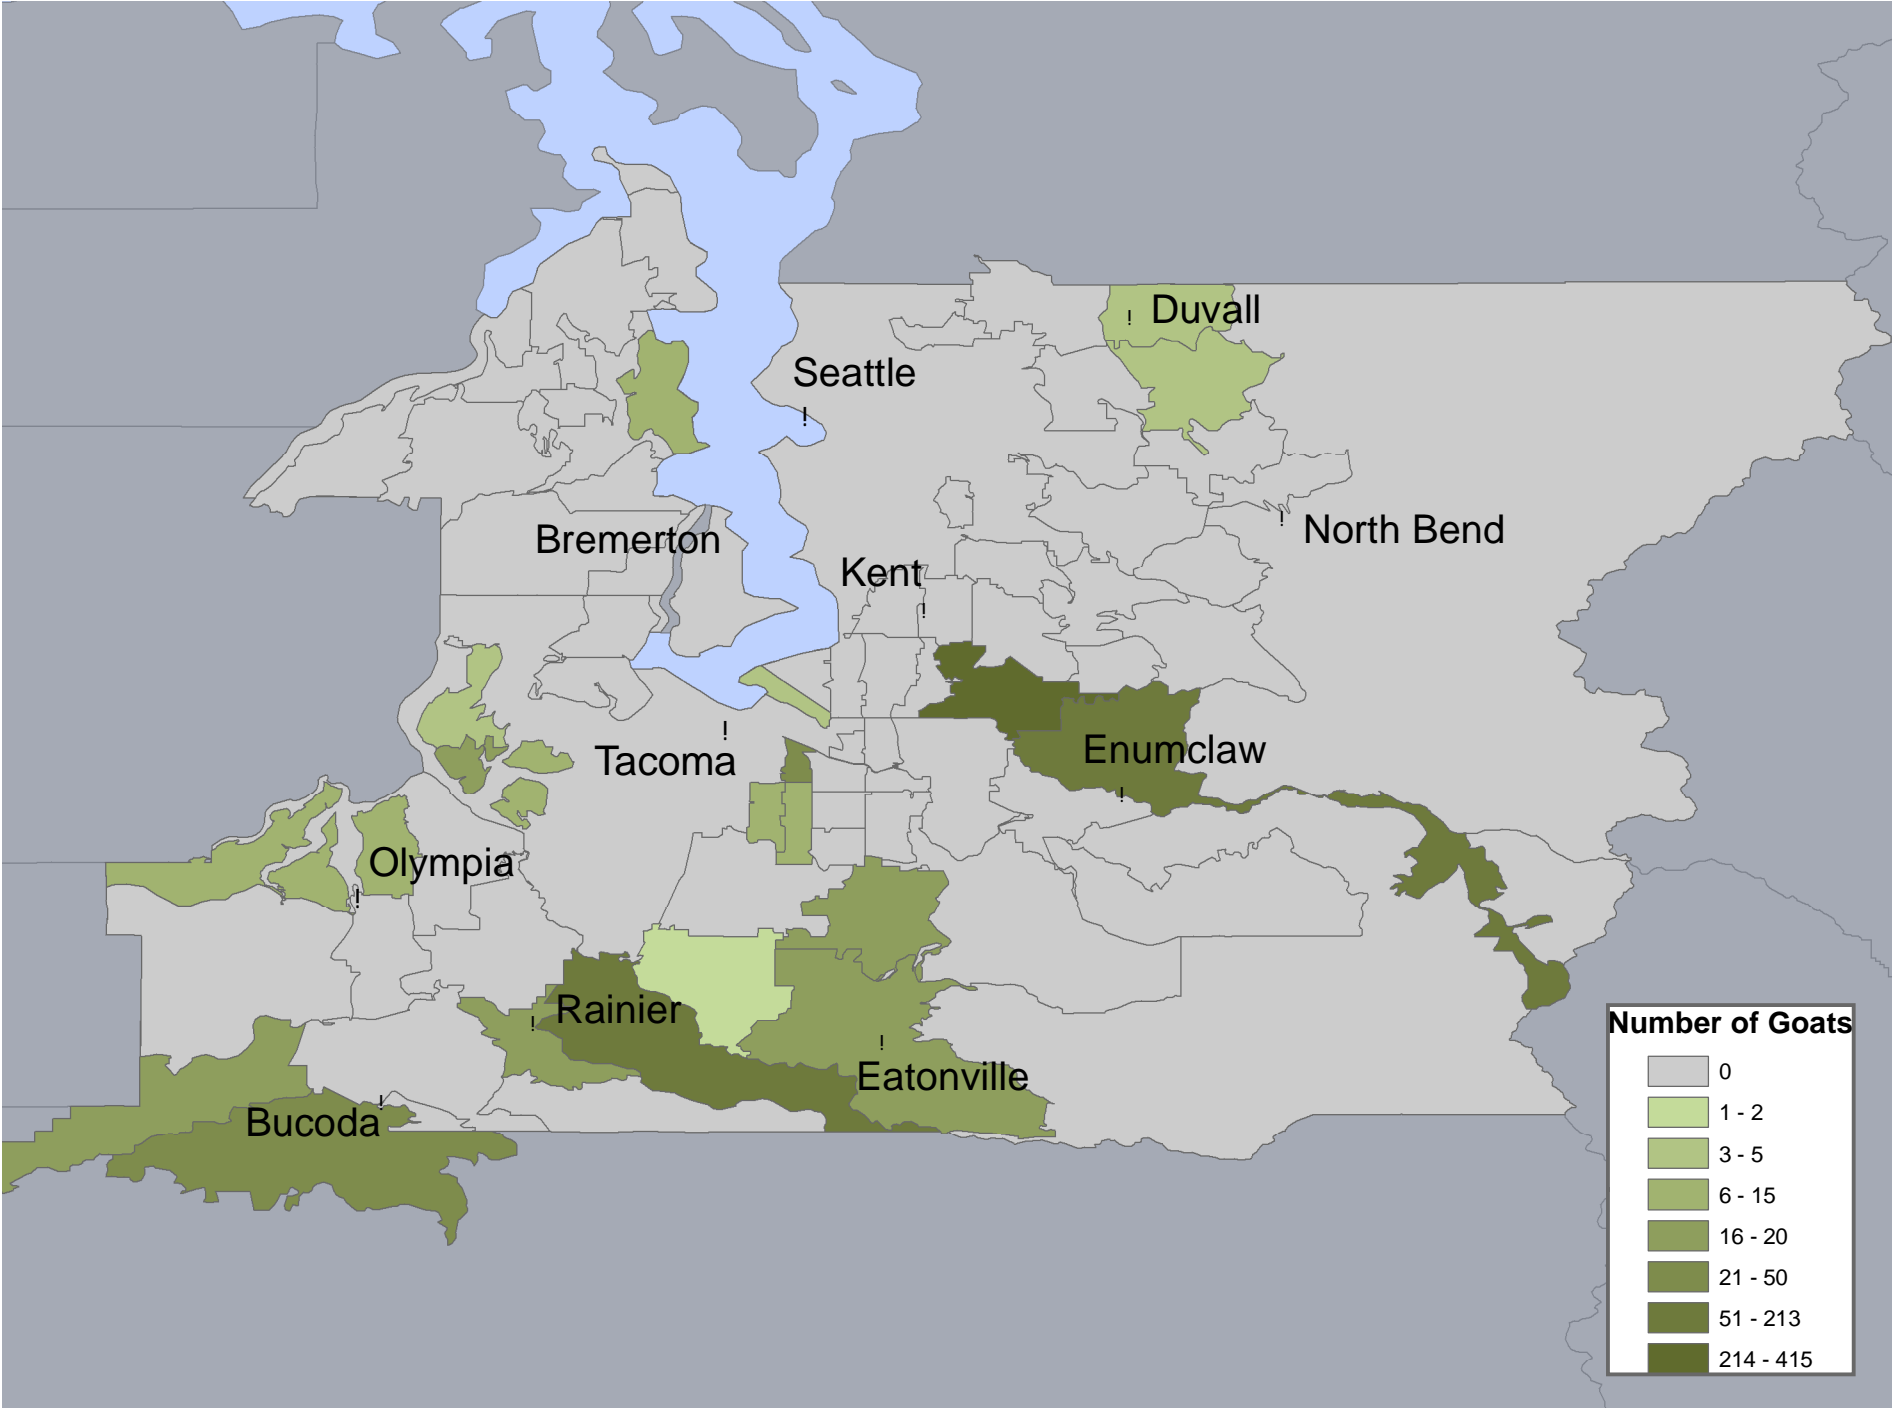 Duvall
!
Seattle
!
North Bend
!
Bremerton
Kent
!
Tacoma
!
Enumclaw
!
Olympia
!
Rainier
!
Eatonville
!
Bucoda
!
Number of Goats
0
1 - 2
3 - 5
6 - 15
16 - 20
21 - 50
51 - 213
214 - 415